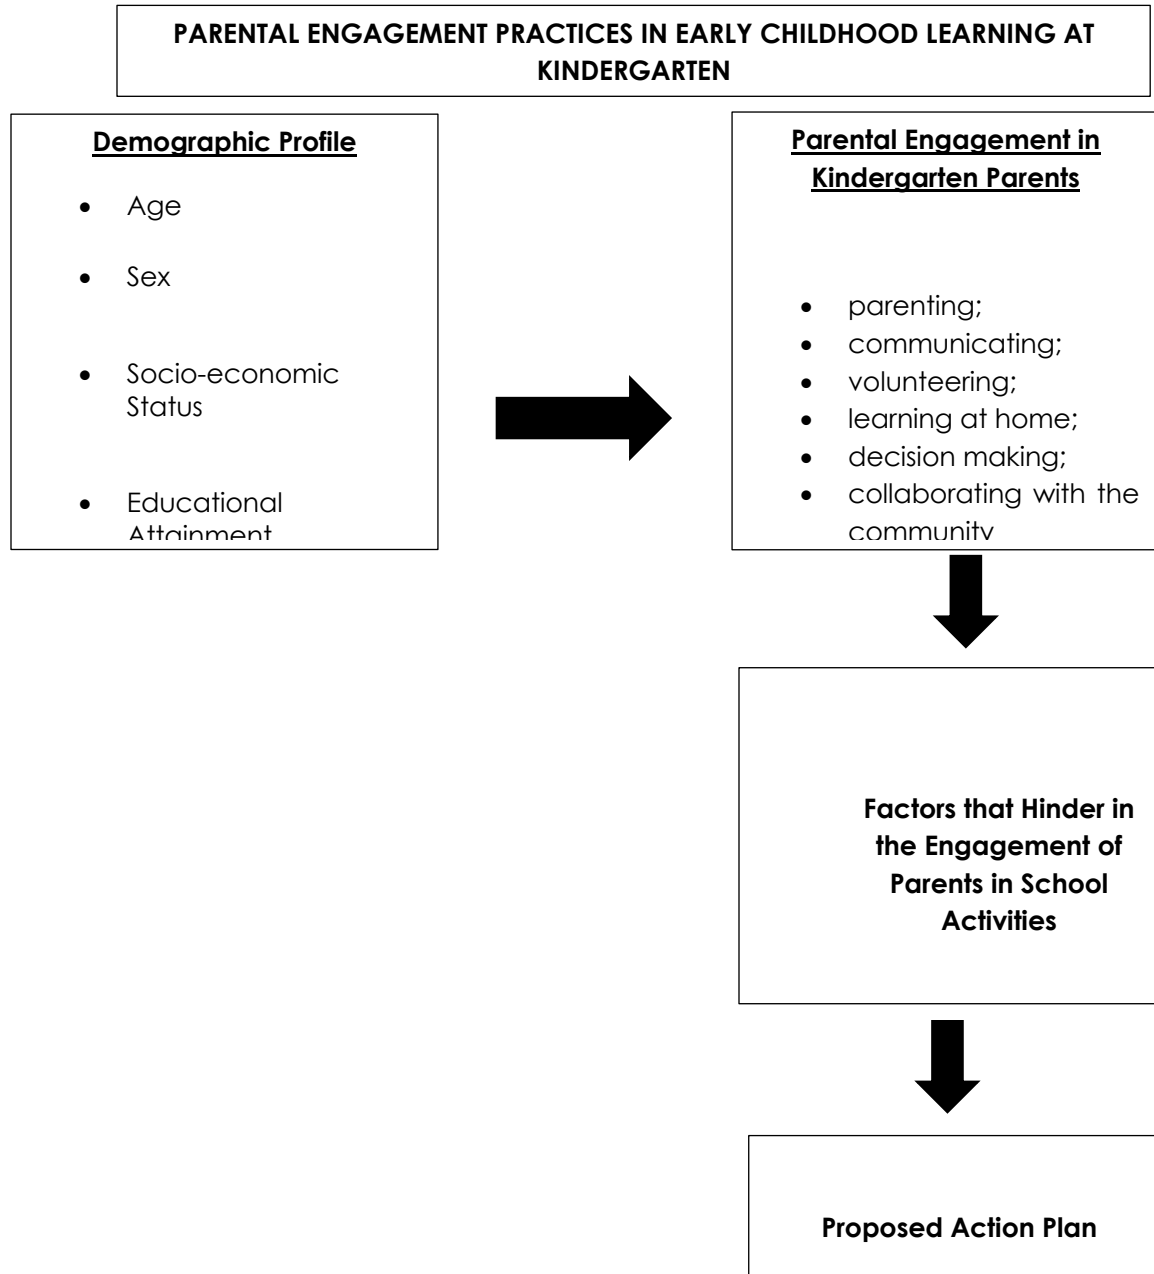 PARENTAL ENGAGEMENT PRACTICES IN EARLY CHILDHOOD LEARNING AT
KINDERGARTEN
Demographic Profile
• Age
• Sex
• Socio-economic
Status
• Educational
Attainment
Parental Engagement in
Kindergarten Parents
• parenting;
• communicating;
• volunteering;
• learning at home;
• decision making;
• collaborating with the
community
Factors that Hinder in
the Engagement of
Parents in School
Activities
Proposed Action Plan